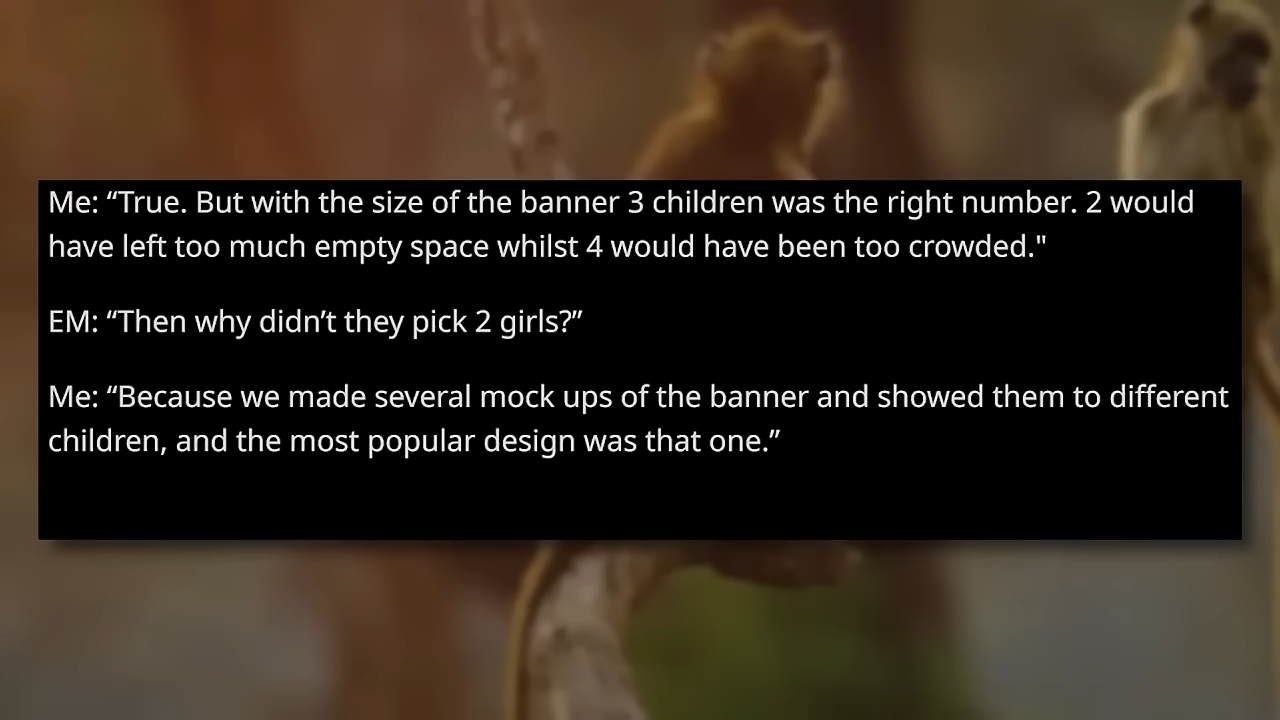 Me: “True. But with the size of the banner 3 children was the right number. 2 would
have left too much empty space whilst 4 would have been too crowded."
EM: “Then why didn’t they pick 2 girls?”
Me: “Because we made several mock ups of the banner and showed them to different
children, and the most popular design was that one.”